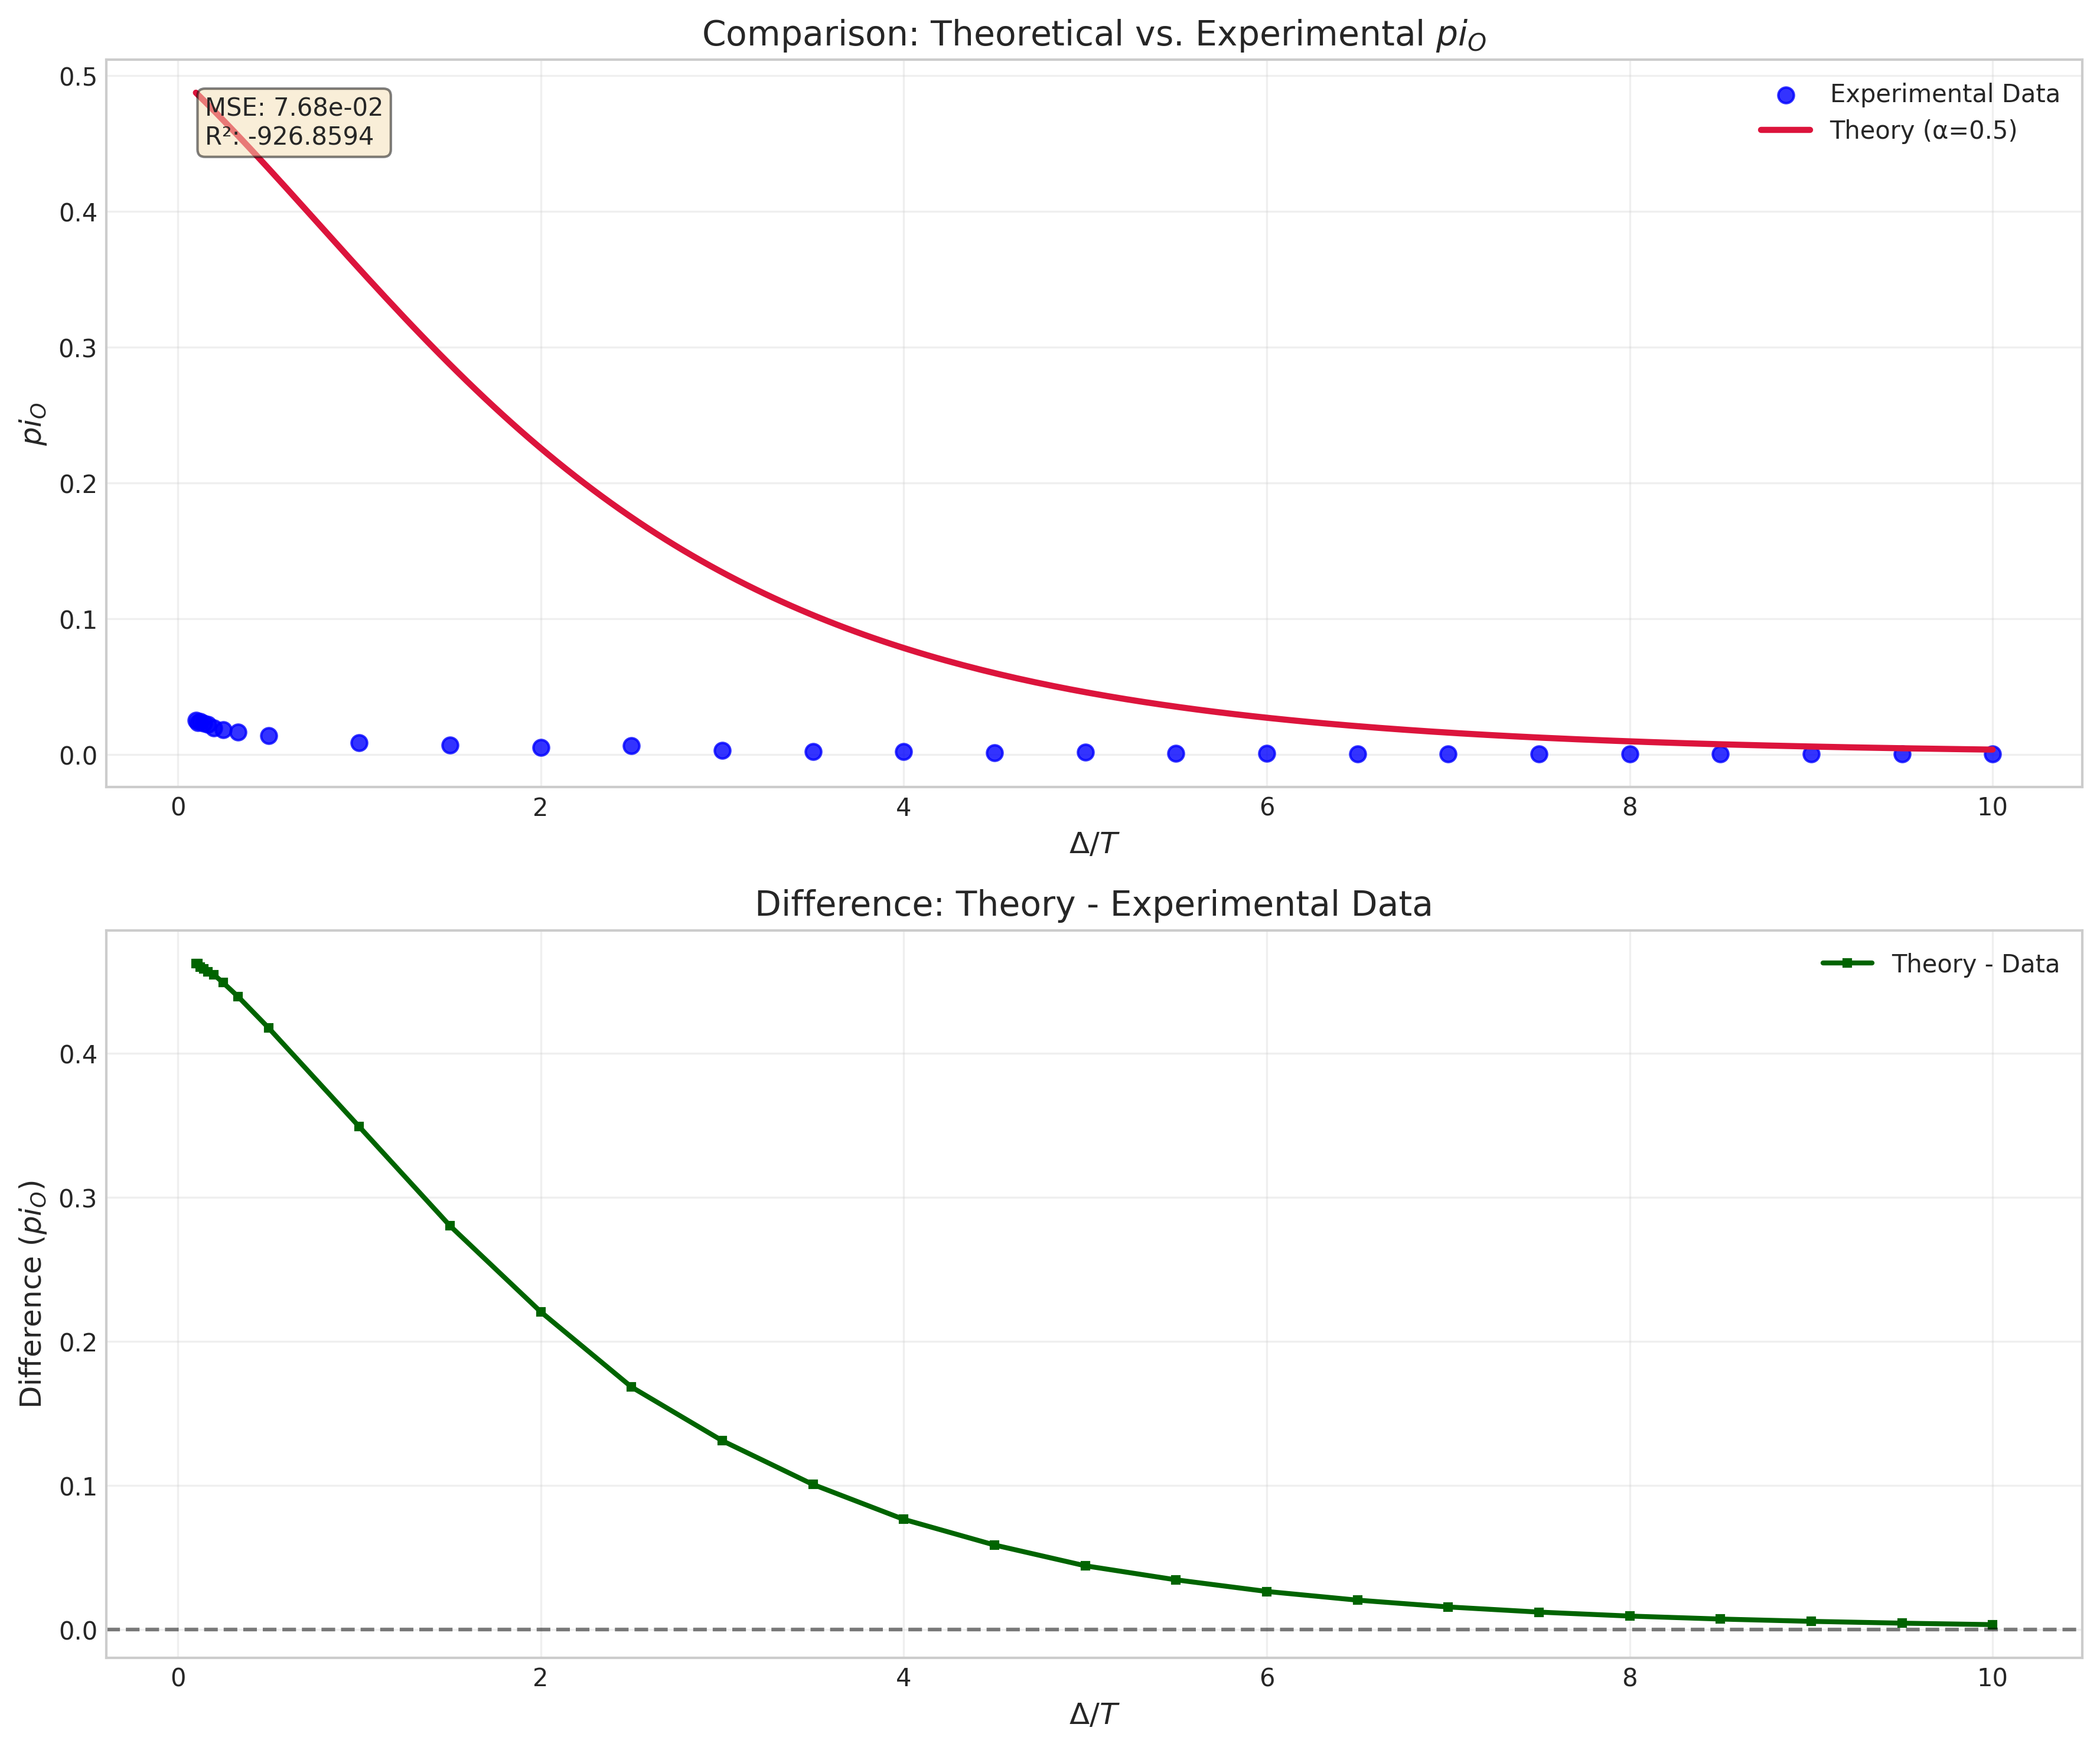 Comparison: Theoretical vs. Experimental pi_O
0.5
0.4
0.3
0.2
0.1
0.0
pi_O
MSE: 7.68e-02
R²: -926.8594
Experimental Data
Theory (α=0.5)
0 2 4 6 8 10
Δ/T
Difference: Theory - Experimental Data
0.4
0.3
0.2
0.1
0.0
Difference (pi_O)
Theory - Data
0 2 4 6 8 10
Δ/T